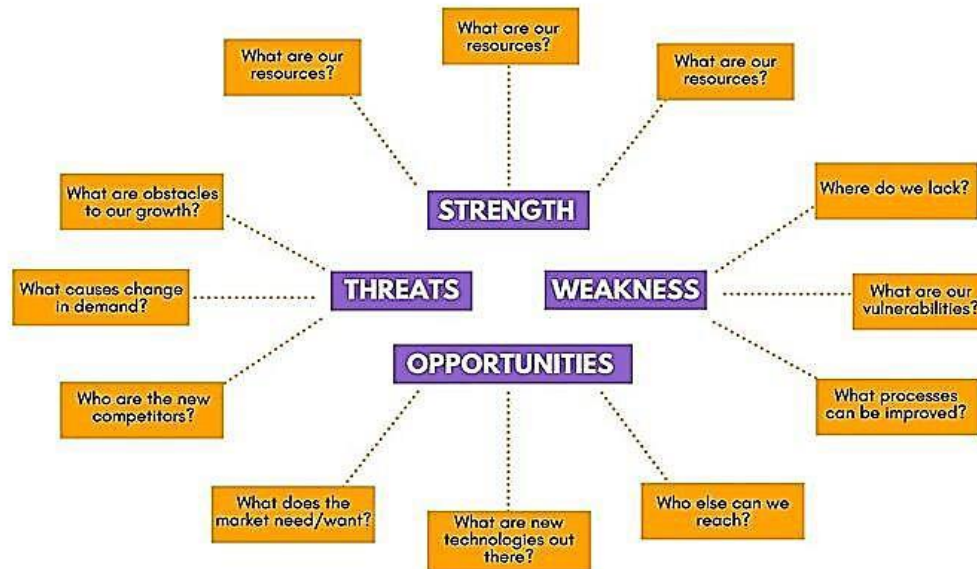 What are our
resources?
What are our
resources?
What are our
resources?
STRENGTH
What are obstacles
to our growth?
What causes change
in demand?
Who are the new
competitors?
THREATS
WEAKNESS
Where do we lack?
What are our
vulnerabilities?
What processes
can be improved?
OPPORTUNITIES
What does the
market need/want?
What are new
technologies out
there?
Who else can we
reach?